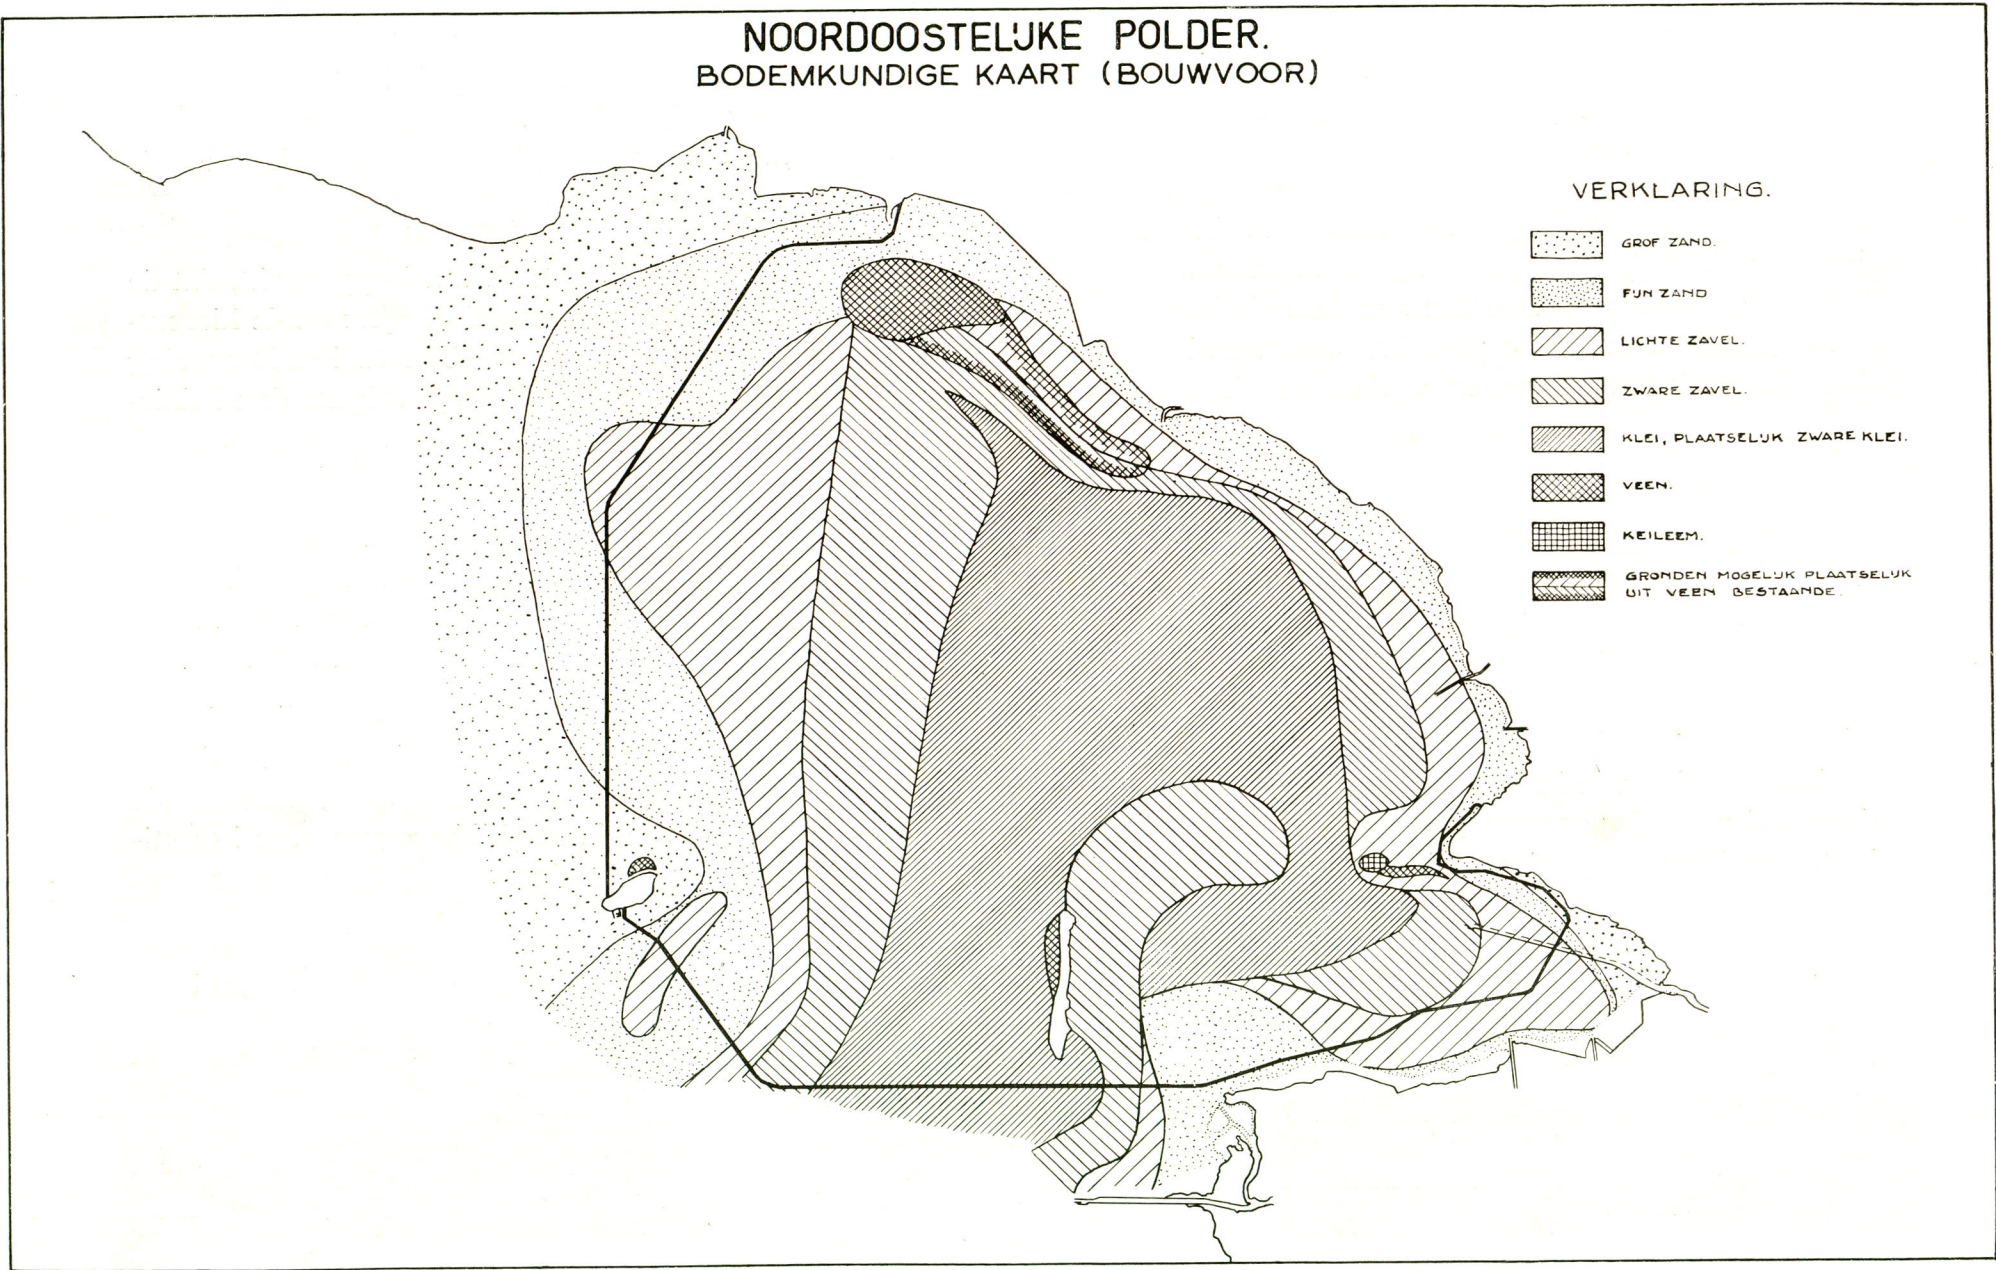 NOORDOOSTELIJKE POLDER.
BODEMKUNDIGE KAART (BOUWVOOR)
VERKLARING.
GROF ZAND.
FIJN ZAND
LICHTE ZAVEL.
ZWARE ZAVEL.
KLEI, PLAATSELIJK ZWARE KLEI.
VEEN.
KEILEEM.
GRONDEN MOGELIJK PLAATSELIJK
UIT VEEN BESTAANDE.